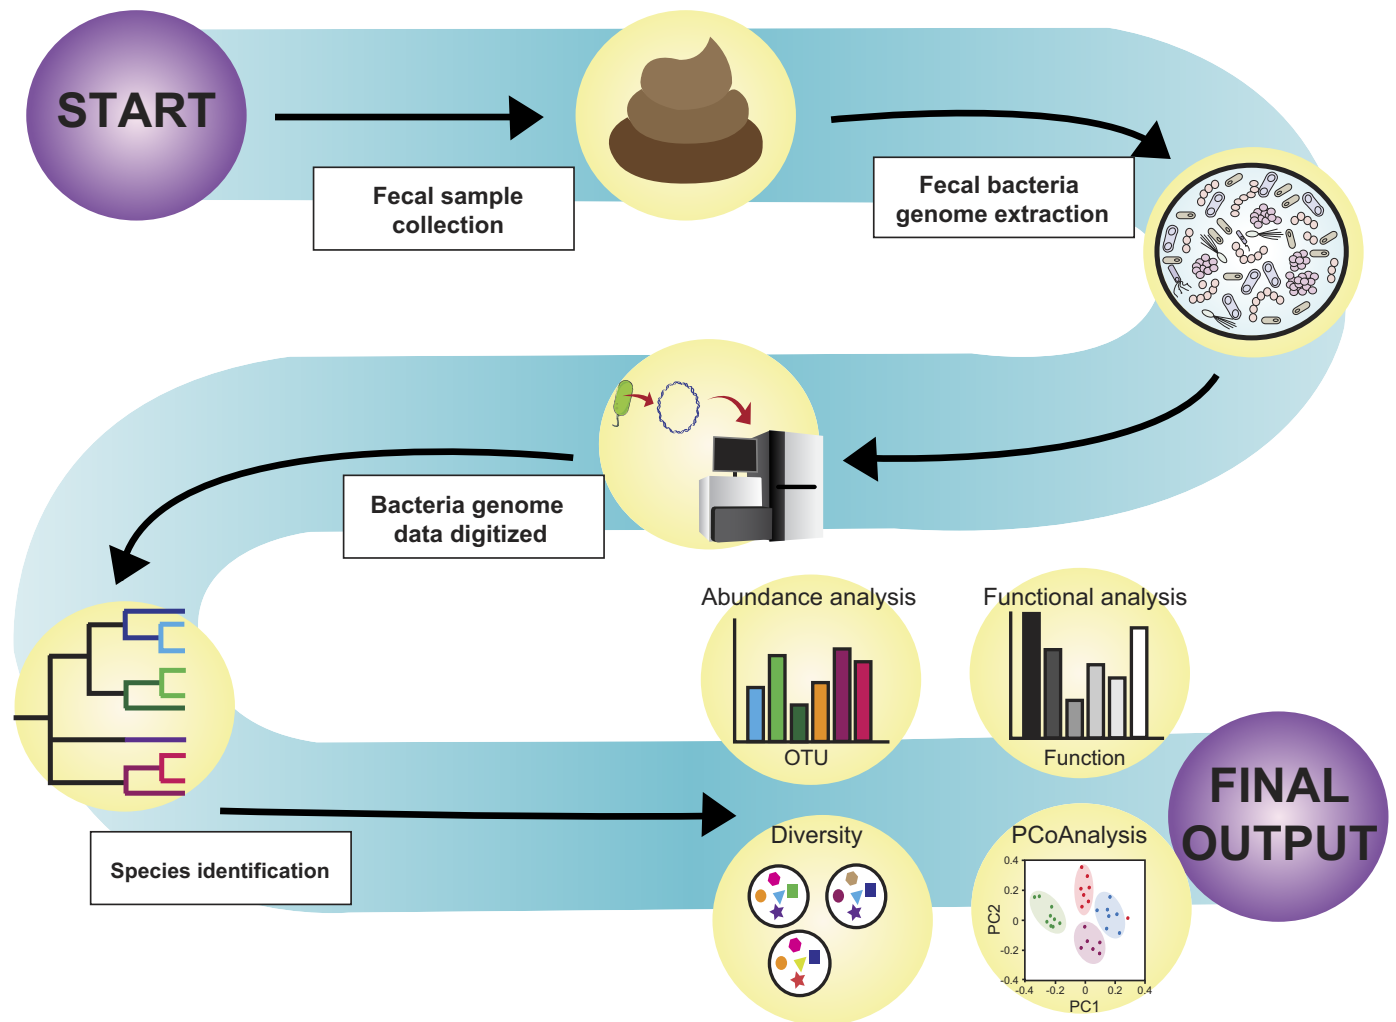 START
Fecal sample
collection
Fecal bacteria
genome extraction
Bacteria genome
data digitized
Species identification
Abundance analysis
OTU
Functional analysis
Function
Diversity
PCoAnalysis
0.4
0.2
0
-0.2
-0.4
PC2
-0.4 -0.2 0 0.2 0.4
PC1
FINAL
OUTPUT